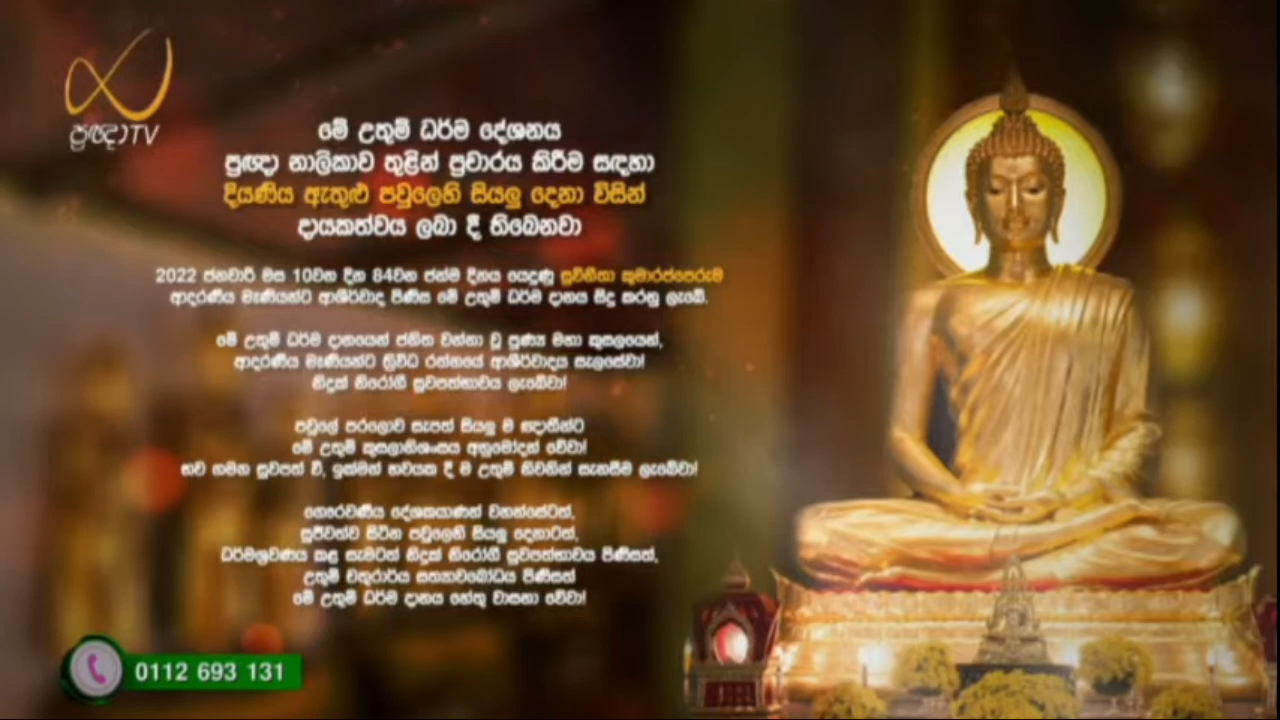 ප්‍රඥා TV
මේ උතුම් ධර්ම දේශනය
ප්‍රඥා නාලිකාව තුළින් ප්‍රචාරය කිරීම සඳහා
දියණිය ඇතුළු පවුලෙහි සියලු දෙනා විසින්
දායකත්වය ලබා දී තිබෙනවා
2022 ජනවාරි මස 10වන දින 84වන ජන්ම දිනය යෙදුණු සුවිනීතා කුමාරප්පෙරුම
ආදරණීය මෑණියන්ට ආශීර්වාද පිණිස මේ උතුම් ධර්ම දානය සිදු කරනු ලැබේ.
මේ උතුම් ධර්ම දානයෙන් ජනිත වන්නා වූ පුණ්‍ය මහා කුසලයෙන්,
ආදරණීය මෑණියන්ට ත්‍රිවිධ රත්නයේ ආශීර්වාදය සැලසේවා!
නිදුක් නිරෝගී සුවපත්භාවය ලැබේවා!
පවුලේ පරලොව සැපත් සියලු ම ඥාතීන්ට
මේ උතුම් කුසලානිශංසය අනුමෝදන් වේවා!
භව ගමන සුවපත් වී, ඉක්මන් භවයක දී ම උතුම් නිවනින් සැනසීම ලැබේවා!
ගෞරවණීය දේශකයාණන් වහන්සේටත්,
සුජීවත්ව සිටින පවුලෙහි සියලු දෙනාටත්,
ධර්මශ්‍රවණය කළ සැමටත් නිදුක් නිරෝගී සුවපත්භාවය පිණිසත්,
උතුම් චතුරාර්ය සත්‍යාවබෝධය පිණිසත්
මේ උතුම් ධර්ම දානය හේතු වාසනා වේවා!
0112 693 131